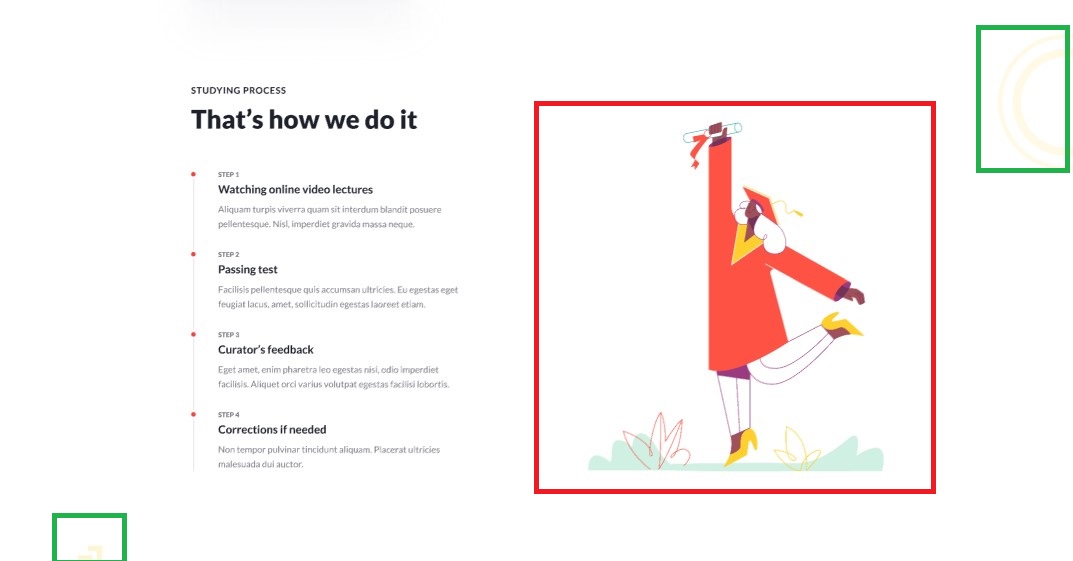 STUDYING PROCESS
That's how we do it
STEP 1
Watching online video lectures
Aliquam turpis viverra quam sit interdum blandit posuere
pellentesque. Nisl, imperdiet gravida massa neque.
STEP 2
Passing test
Facilisis pellentesque quis accumsan ultricies. Eu egestas eget
feugiat lacus, amet, sollicitudin egestas laoreet etiam.
STEP 3
Curator's feedback
Eget amet, enim pharetra leo egestas nisi, odio imperdiet
facilisis. Aliquet orci varius volutpat egestas facilisi lobortis.
STEP 4
Corrections if needed
Non tempor pulvinar tincidunt aliquam. Placerat ultricies
malesuada dui auctor.